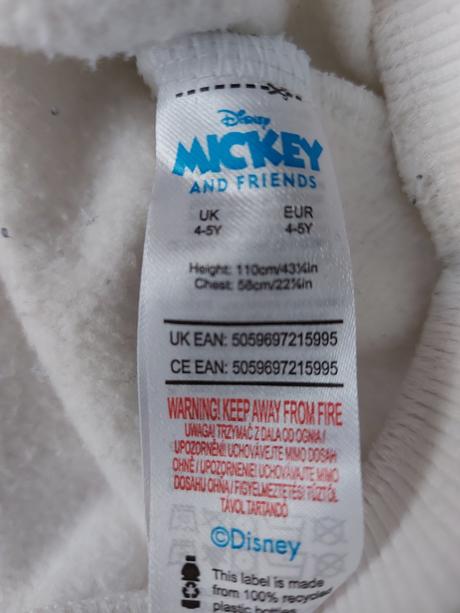 Disney
MICKEY
AND FRIENDS
UK EUR
4-5Y 4-5Y
Height: 110cm/43¼in
Chest: 58cm/22¾in
UK EAN: 5059697215995
CE EAN: 5059697215995
WARNING! KEEP AWAY FROM FIRE
UWAGA! TRZYMAĆ Z DALA OD OGNIA /
UPOZORNĚNÍ! UCHOVÁVEJTE MIMO DOSAH
OHNĚ / UPOZORNENIE! UCHOVÁVAJTE MIMO
DOSAHU OHŇA / FIGYELMEZTETÉS! TŰZTŐL
TÁVOL TARTANDÓ
©Disney
This label is made
from 100% recycled
plastic bottles